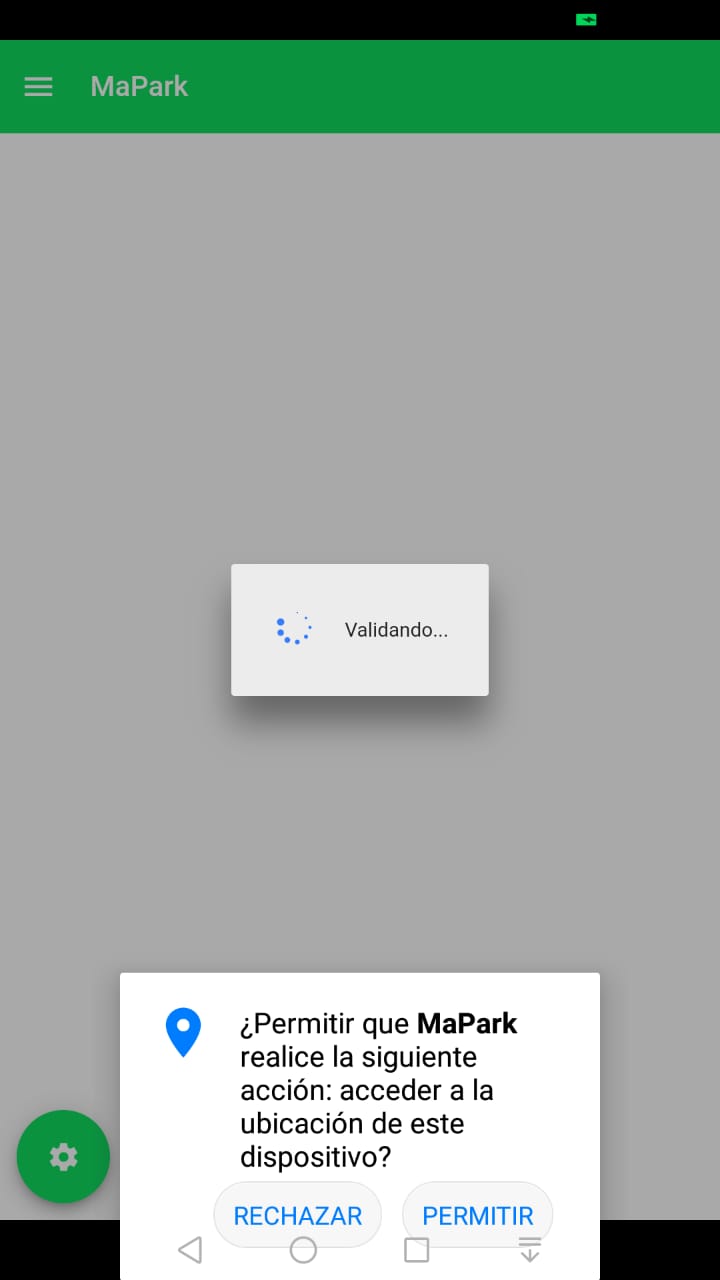 MaPark
Validando...
¿Permitir que MaPark
realice la siguiente
acción: acceder a la
ubicación de este
dispositivo?
RECHAZAR PERMITIR